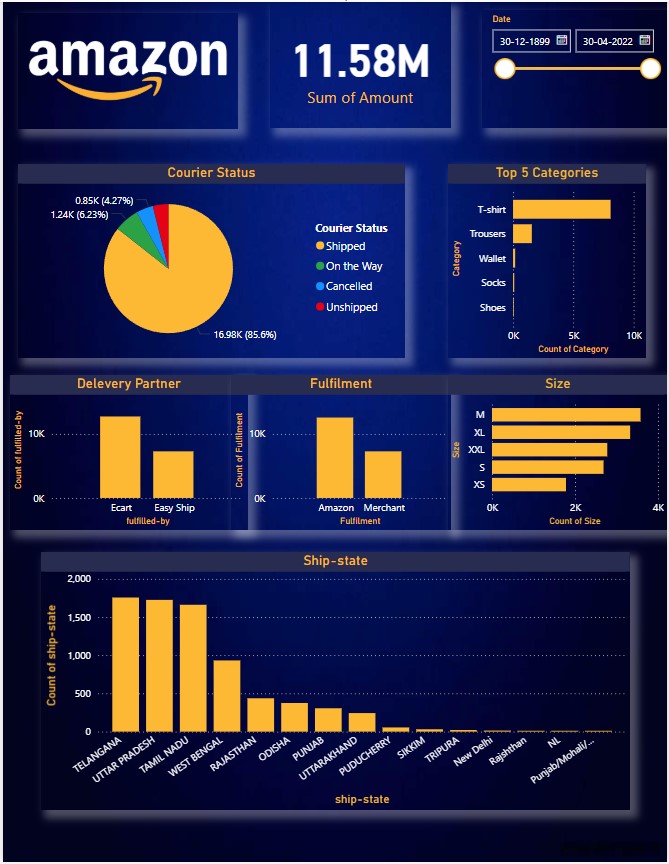 amazon
11.58M
Sum of Amount
Date
30-12-1899
30-04-2022
Courier Status
0.85K (4.27%)
1.24K (6.23%)
16.98K (85.6%)
Courier Status
Shipped
On the Way
Cancelled
Unshipped
Top 5 Categories
Category
T-shirt
Trousers
Wallet
Socks
Shoes
0K 5K 10K
Count of Category
Delevery Partner
Count of fulfilled-by
10K
0K
Ecart Easy Ship
fulfilled-by
Fulfilment
Count of Fulfilment
10K
0K
Amazon Merchant
Fulfilment
Size
Size
M
XL
XXL
S
XS
0K 2K 4K
Count of Size
Ship-state
Count of ship-state
2,000
1,500
1,000
500
0
TELANGANA
UTTAR PRADESH
TAMIL NADU
WEST BENGAL
RAJASTHAN
ODISHA
PUNJAB
UTTARAKHAND
PUDUCHERRY
SIKKIM
TRIPURA
New Delhi
Rajshthan
NL
Punjab/Mohali/...
ship-state